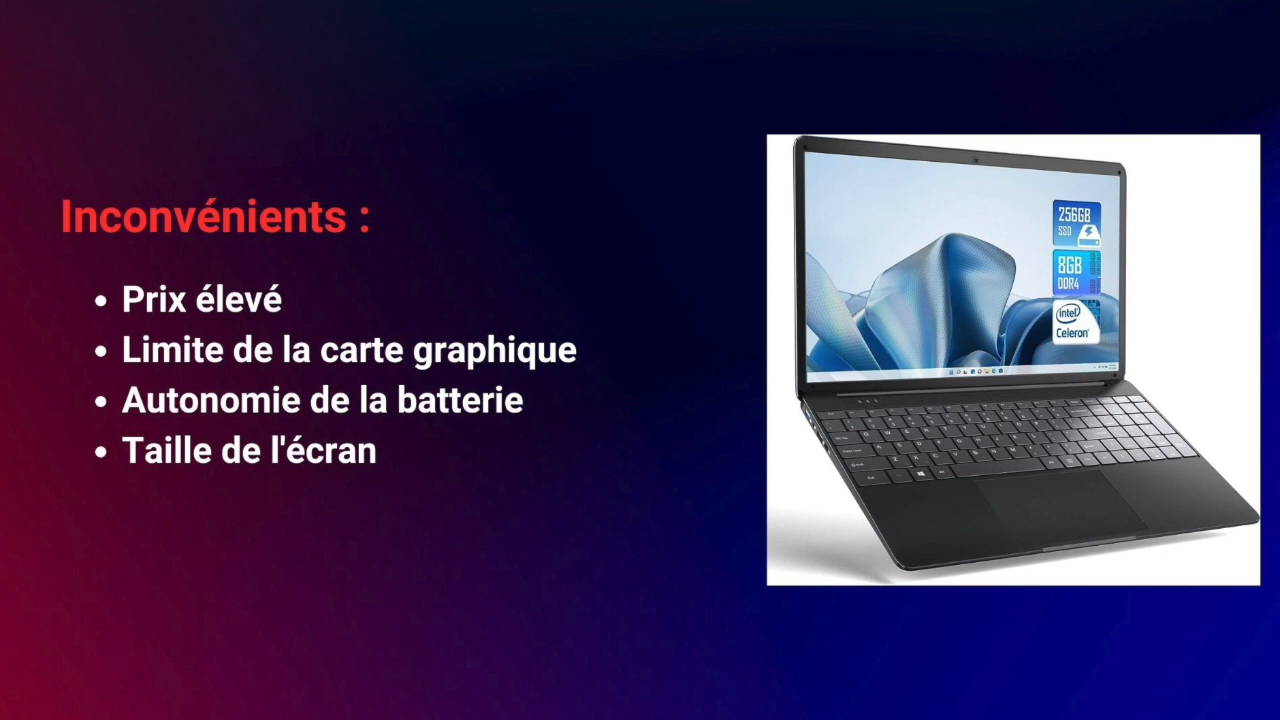 Inconvénients :
• Prix élevé
• Limite de la carte graphique
• Autonomie de la batterie
• Taille de l'écran
256GB
SSD
8GB
DDR4
intel
Celeron